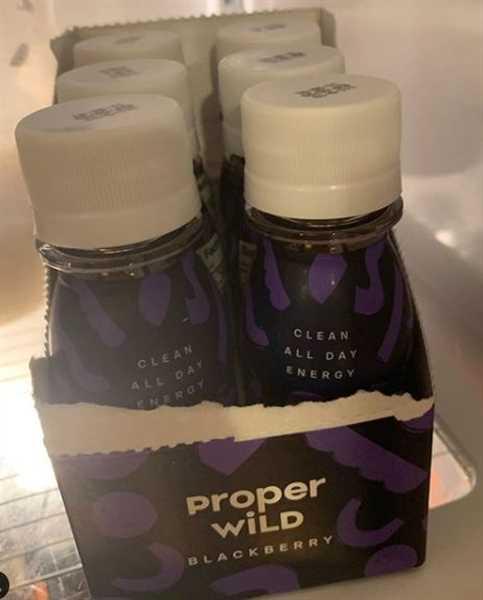 CLEAN
ALL DAY
ENERGY
CLEAN
ALL DAY
ENERGY
proper
WiLD
BLACKBERRY